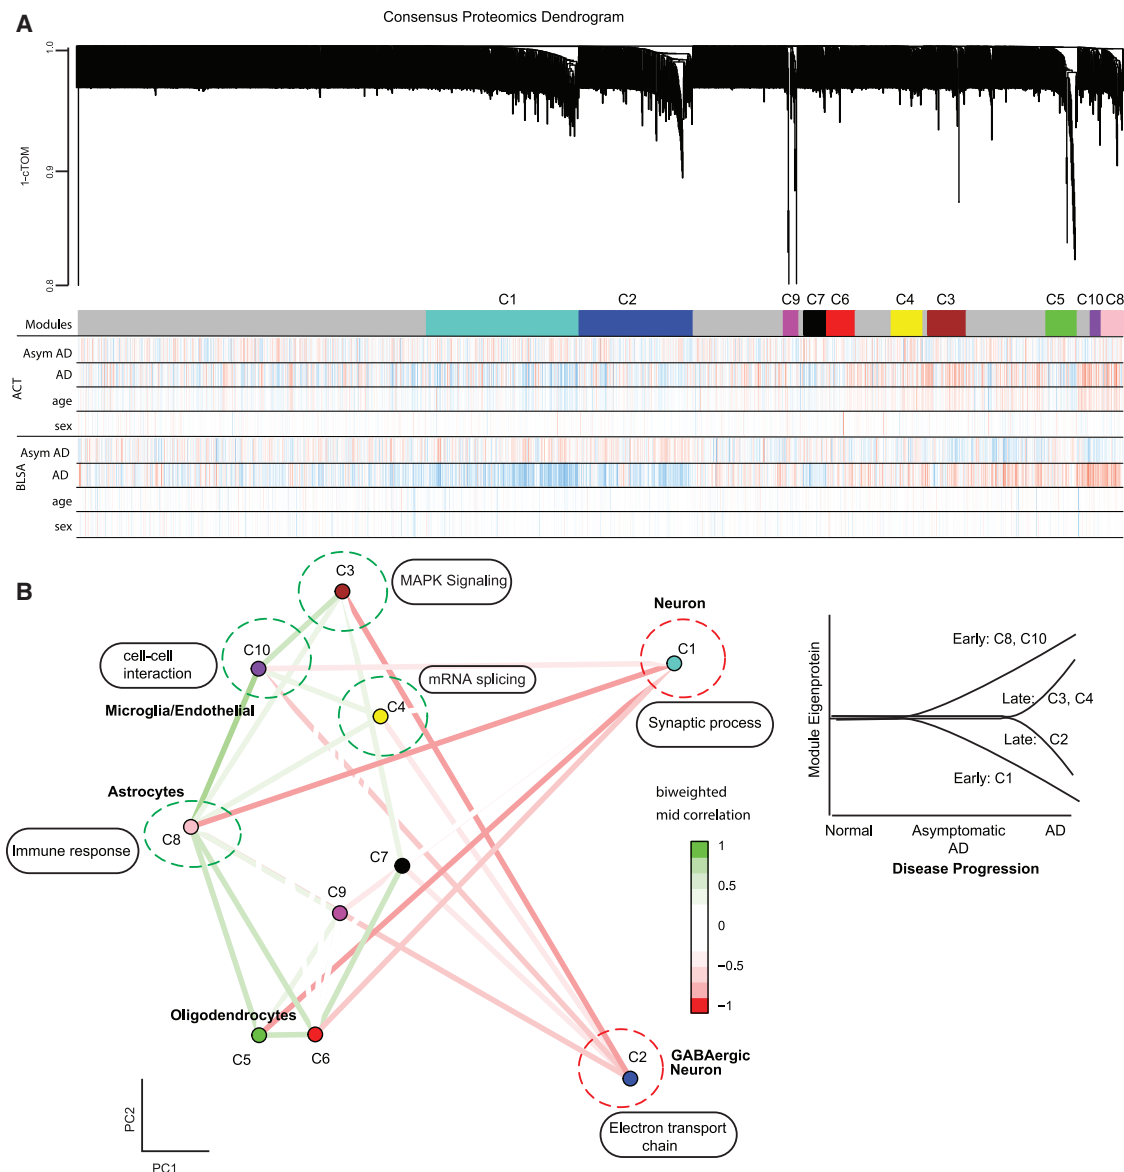 A
Consensus Proteomics Dendrogram
1.0
0.9
0.8
1-cTOM
C1 C2 C9 C7 C6 C4 C3 C5 C10 C8
Modules
ACT
Asym AD
AD
age
sex
BLSA
Asym AD
AD
age
sex
B
C3
MAPK Signaling
C10
cell-cell
interaction
Microglia/Endothelial
mRNA splicing
C4
Neuron
C1
Synaptic process
Astrocytes
C8
Immune response
C7
C9
Oligodendrocytes
C5
C6
C2
GABAergic
Neuron
Electron transport
chain
PC2
PC1
biweighted
mid correlation
1
0.5
0
−0.5
−1
Module Eigenprotein
Early: C8, C10
Late: C3, C4
Late: C2
Early: C1
Normal
Asymptomatic
AD
AD
Disease Progression